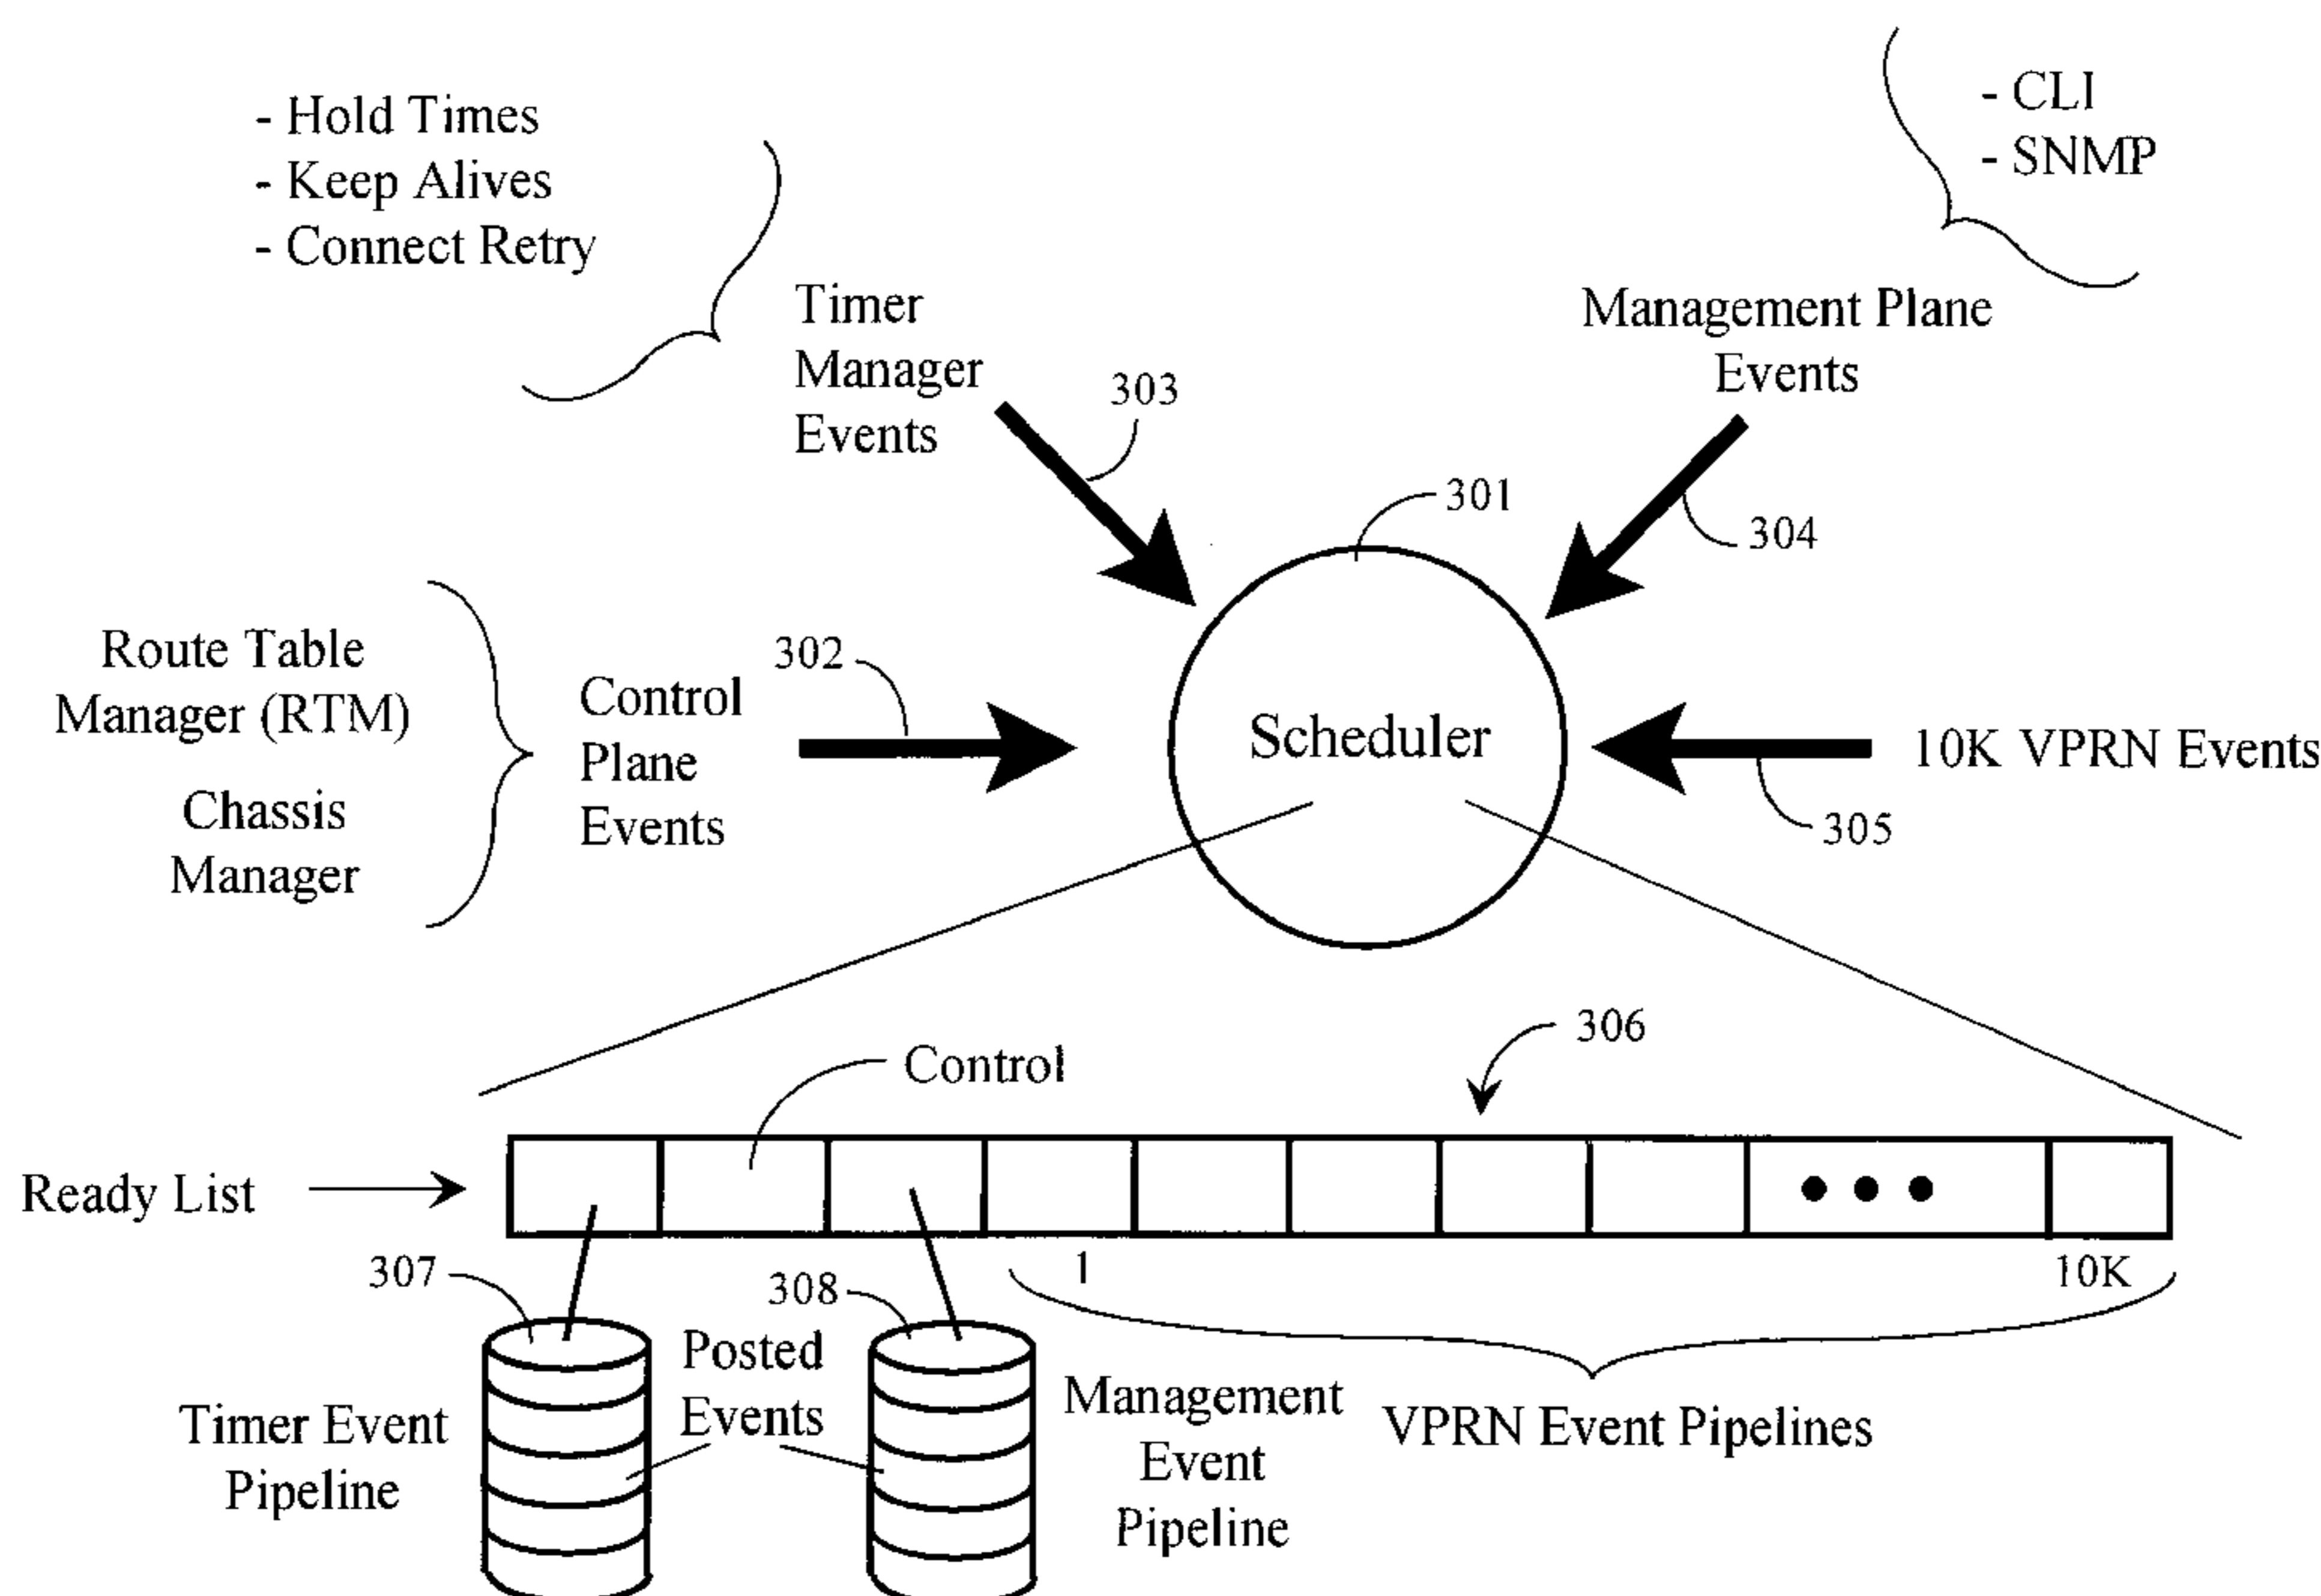 - Hold Times
- Keep Alives
- Connect Retry
- CLI
- SNMP
Timer
Manager
Events
303
Management Plane
Events
304
301
Route Table
Manager (RTM)
Chassis
Manager
Control
Plane
Events
302
Scheduler
10K VPRN Events
305
306
Control
Ready List
1
10K
307
308
Posted
Events
Timer Event
Pipeline
Management
Event
Pipeline
VPRN Event Pipelines